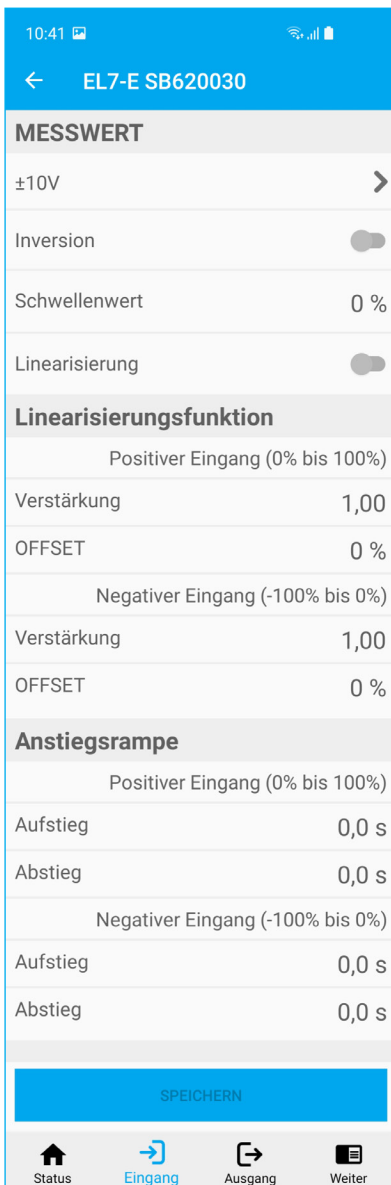 10:41
EL7-E SB620030
MESSWERT
±10V
Inversion
Schwellenwert 0 %
Linearisierung
Linearisierungsfunktion
Positiver Eingang (0% bis 100%)
Verstärkung 1,00
OFFSET 0 %
Negativer Eingang (-100% bis 0%)
Verstärkung 1,00
OFFSET 0 %
Anstiegsrampe
Positiver Eingang (0% bis 100%)
Aufstieg 0,0 s
Abstieg 0,0 s
Negativer Eingang (-100% bis 0%)
Aufstieg 0,0 s
Abstieg 0,0 s
SPEICHERN
Status Eingang Ausgang Weiter